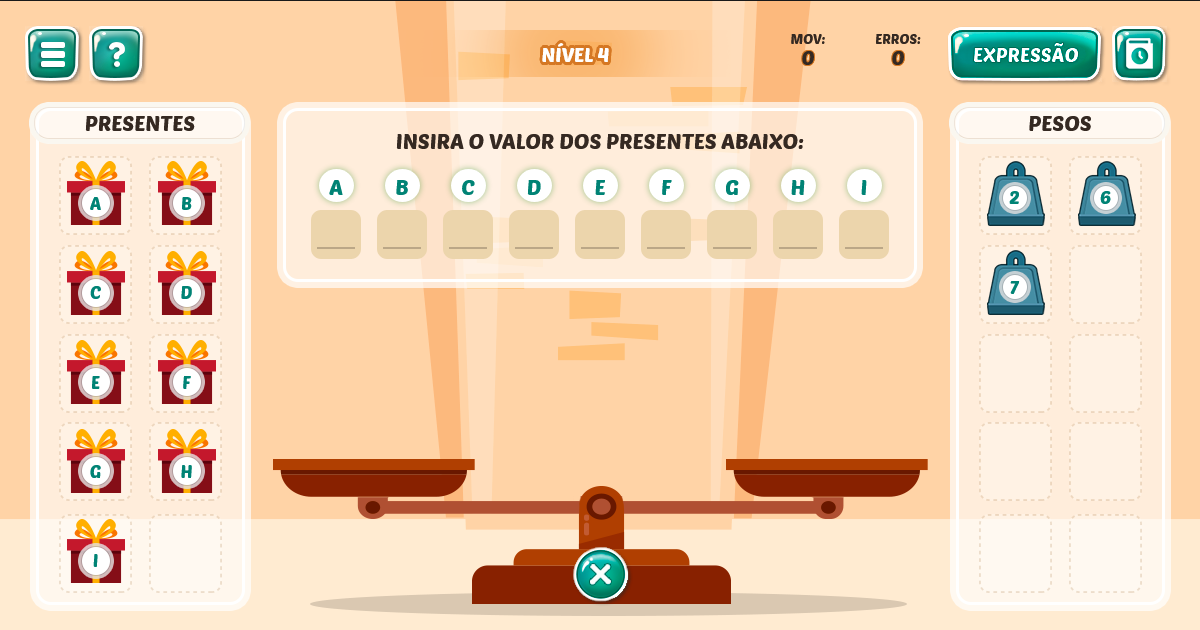 ?
NÍVEL 4
MOV:
0
ERROS:
0
EXPRESSÃO
PRESENTES
A B
C D
E F
G H
I
INSIRA O VALOR DOS PRESENTES ABAIXO:
A B C D E F G H I
PESOS
2 6
7